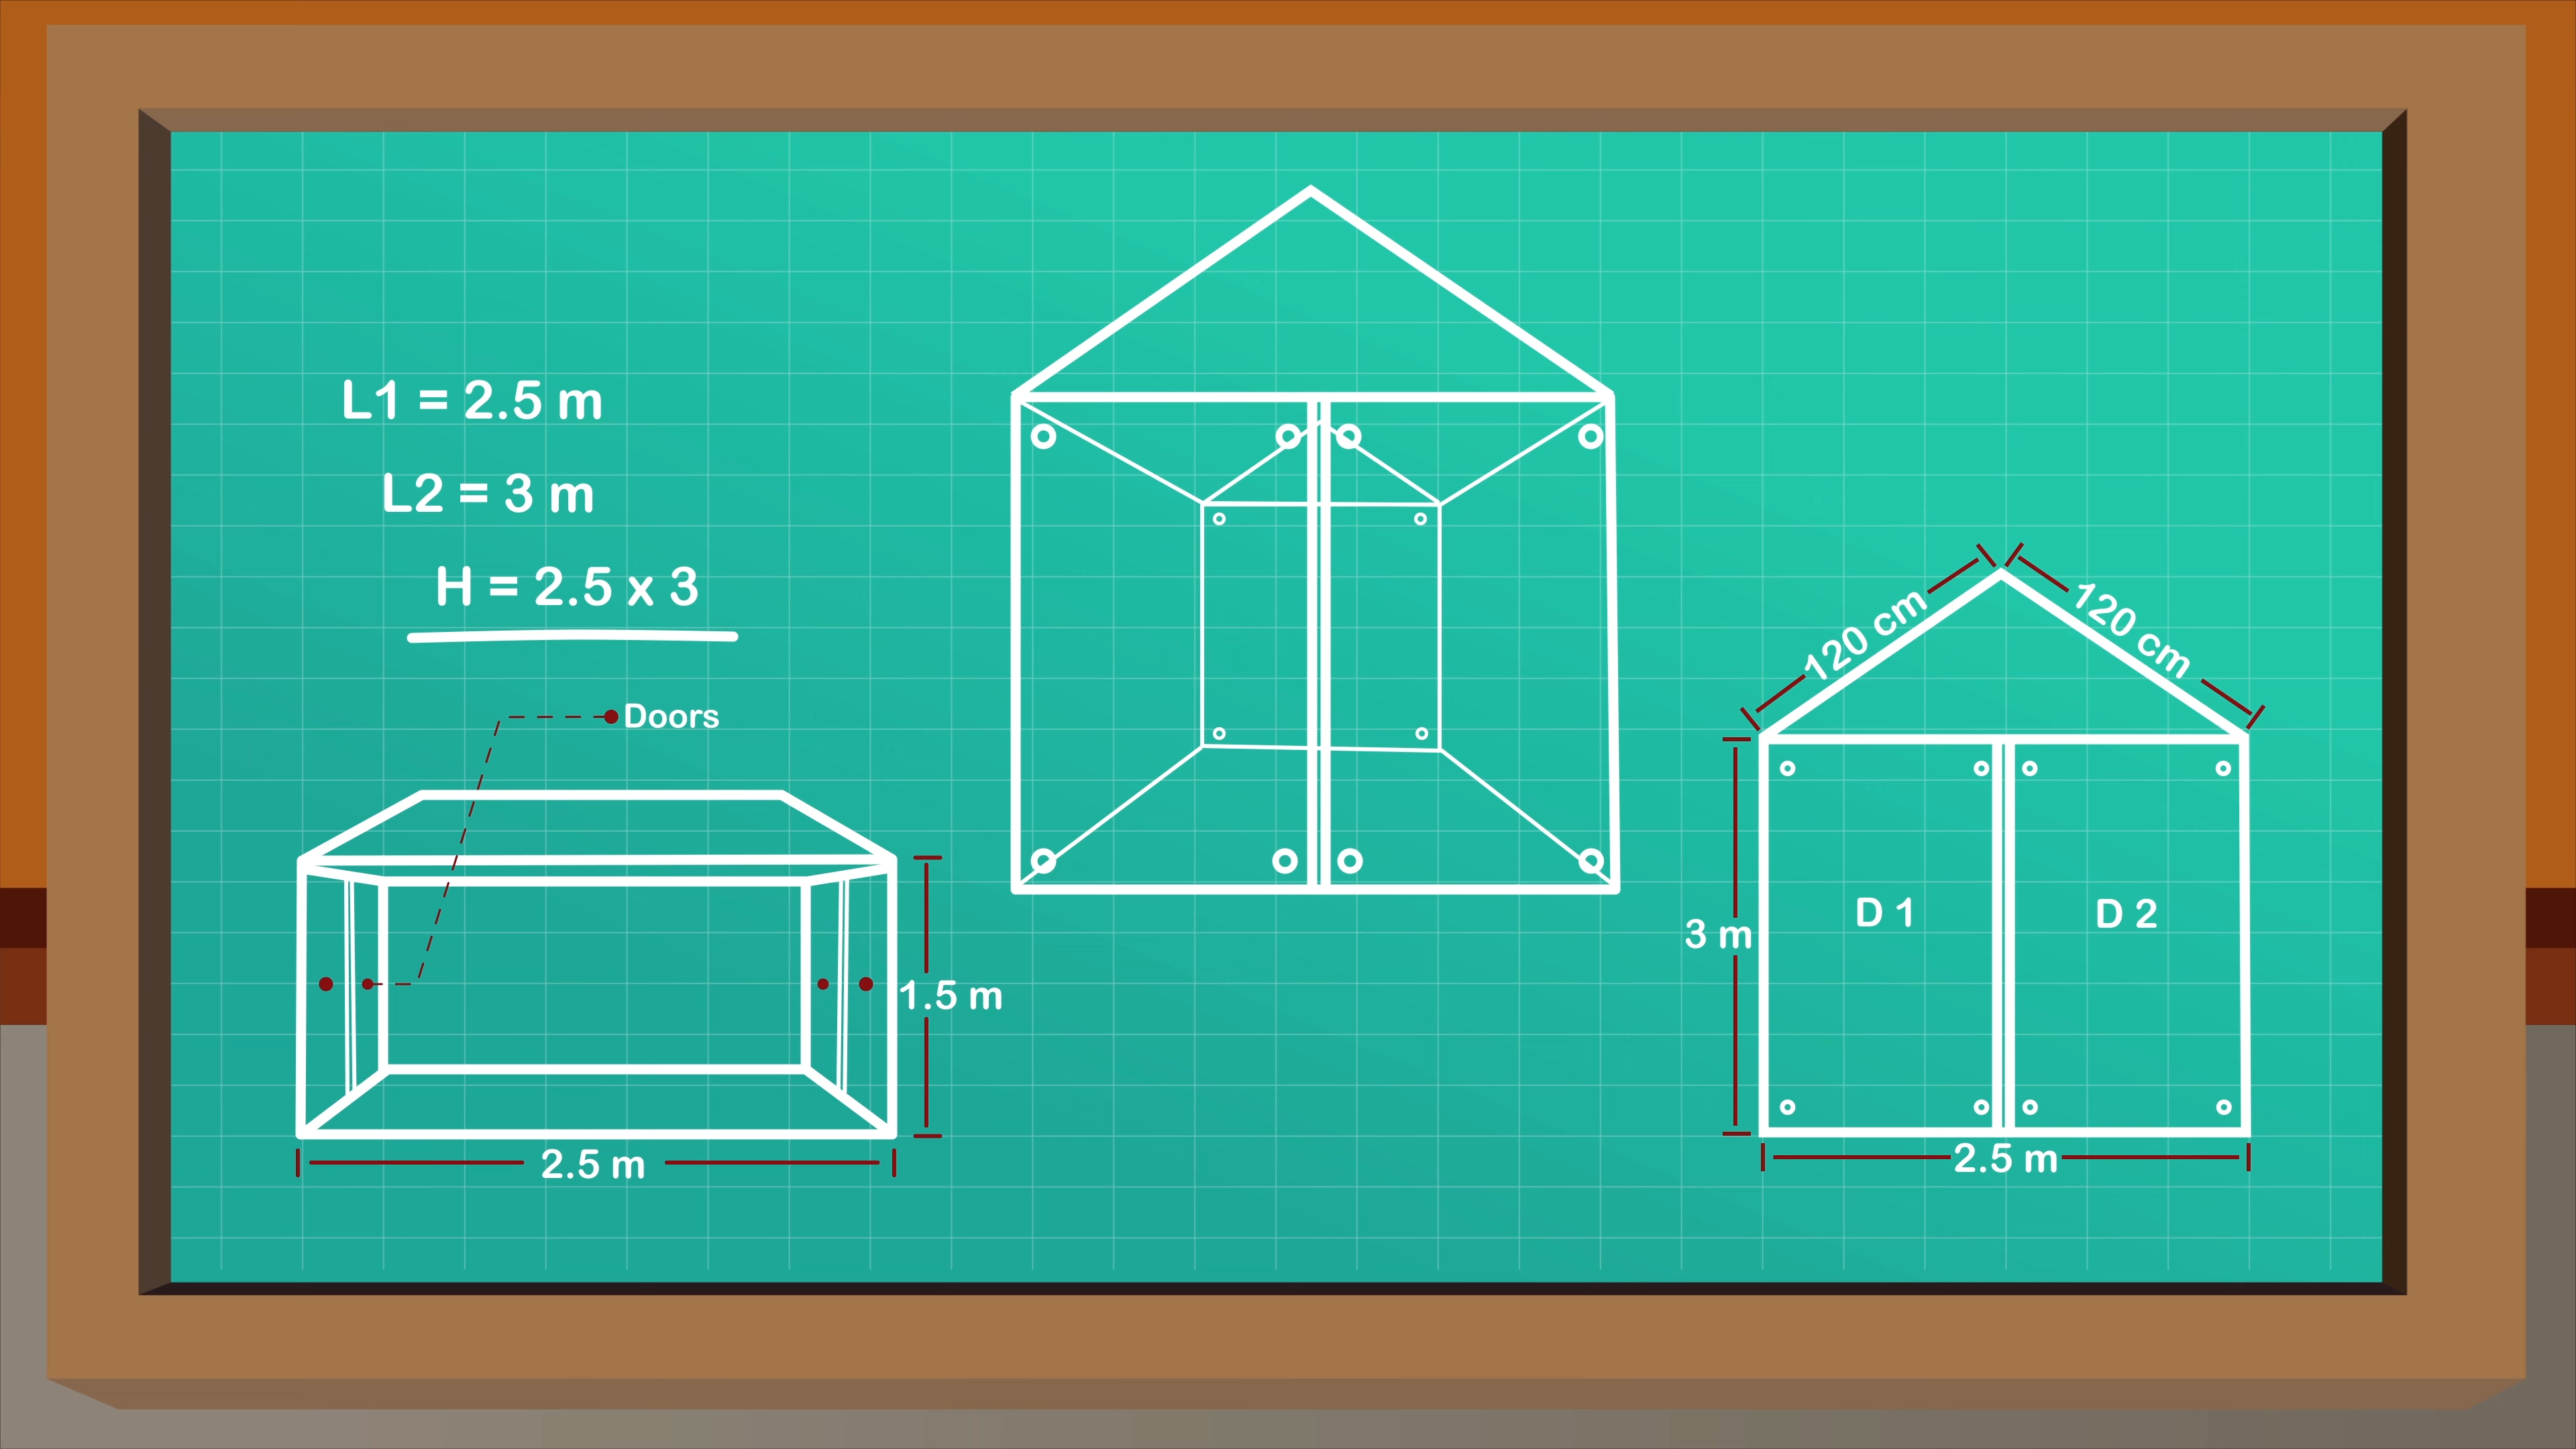 L1 = 2.5 m
L2 = 3 m
H = 2.5 x 3
Doors
1.5 m
2.5 m
120 cm
120 cm
3 m
D 1
D 2
2.5 m